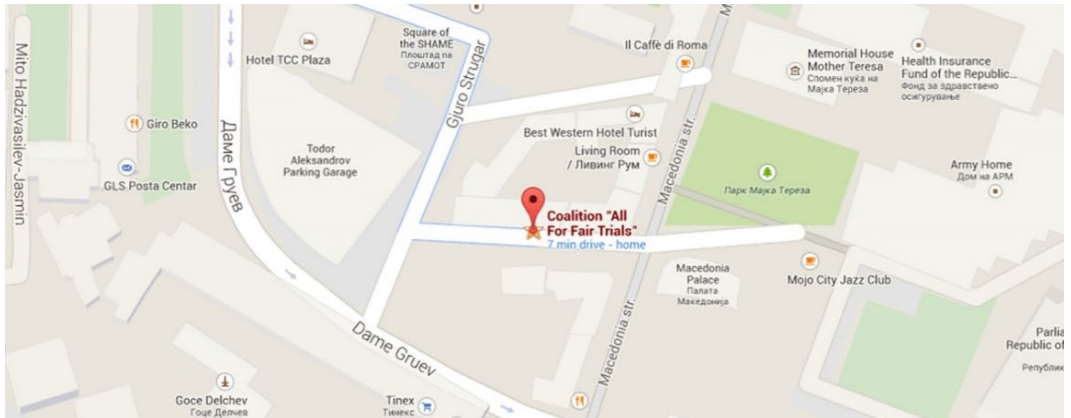 Mito Hadzivasilev-Jasmin
Hotel TCC Plaza
Square of
the SHAME
Плоштад па
СРАМОТ
Il Caffè di Roma
Memorial House
Mother Teresa
Спомен куќа на
Мајка Тереза
Health Insurance
Fund of the Republic...
Фонд за здравствено
осигурување
Giro Beko
Даме Груев
Gjuro Strugar
Best Western Hotel Turist
Living Room
/ Ливинг Рум
Macedonia str.
Todor
Aleksandrov
Parking Garage
GLS Posta Centar
Парк Мајка Тереза
Army Home
Дом на АРМ
Coalition "All
For Fair Trials"
7 min drive - home
Macedonia
Palace
Палата
Македонија
Mojo City Jazz Club
Dame Gruev
Macedonia str.
Parlia
Republic of
Републик
Goce Delchev
Гоце Делчев
Tinex
Тинекс